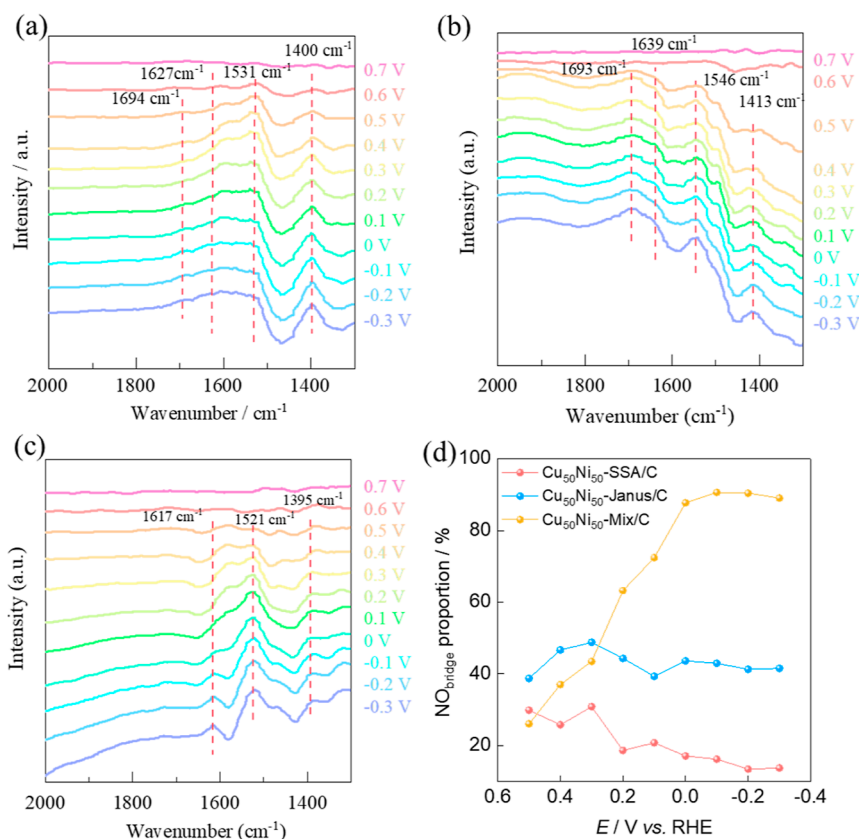 (a)
1400 cm-1
1627cm-1
1531 cm-1
1694 cm-1
0.7 V
0.6 V
0.5 V
0.4 V
0.3 V
0.2 V
0.1 V
0 V
-0.1 V
-0.2 V
-0.3 V
Intensity / a.u.
2000
1800
1600
1400
Wavenumber / cm-1
(b)
1639 cm-1
1693 cm-1
1546 cm-1
1413 cm-1
0.7 V
0.6 V
0.5 V
0.4 V
0.3 V
0.2 V
0.1 V
0 V
-0.1 V
-0.2 V
-0.3 V
Intensity (a.u.)
2000
1800
1600
1400
Wavenumber (cm-1)
(c)
1395 cm-1
1617 cm-1
1521 cm-1
0.7 V
0.6 V
0.5 V
0.4 V
0.3 V
0.2 V
0.1 V
0 V
-0.1 V
-0.2 V
-0.3 V
Intensity (a.u.)
2000
1800
1600
1400
Wavenumber (cm-1)
(d)
100
80
60
40
20
NObridge proportion / %
Cu50Ni50-SSA/C
Cu50Ni50-Janus/C
Cu50Ni50-Mix/C
0.6
0.4
0.2
0.0
-0.2
-0.4
E / V vs. RHE